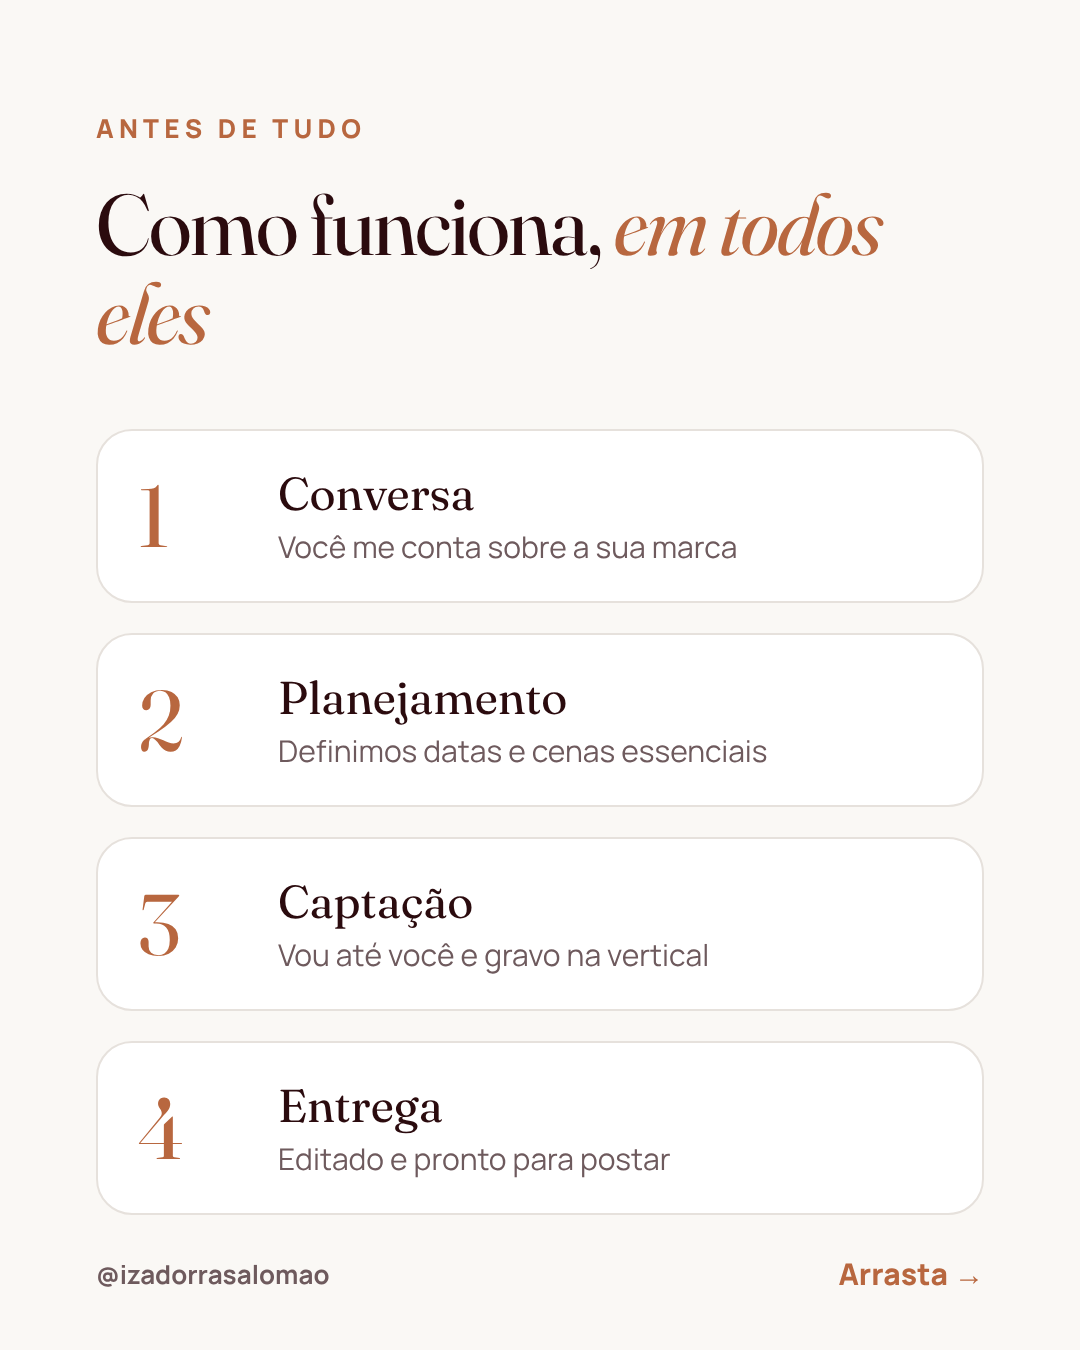 ANTES DE TUDO
Como funciona, em todos
eles
1
Conversa
Você me conta sobre a sua marca
2
Planejamento
Definimos datas e cenas essenciais
3
Captação
Vou até você e gravo na vertical
4
Entrega
Editado e pronto para postar
@izadorrasalomao
Arrasta →